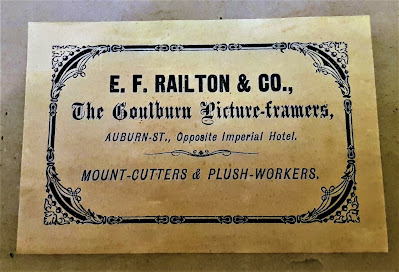 E. F. RAILTON & CO.,
The Goulburn Picture-framers,
AUBURN-ST., Opposite Imperial Hotel.
MOUNT-CUTTERS & PLUSH-WORKERS.